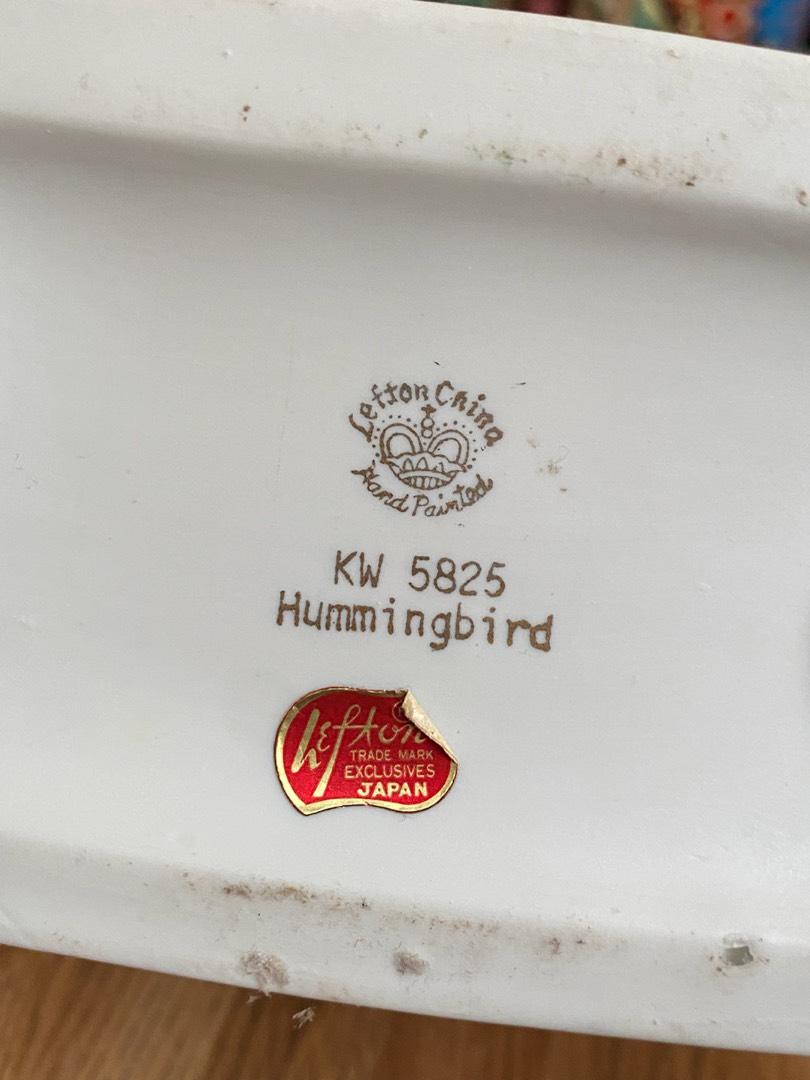 Lefton China
Hand Painted
KW 5825
Hummingbird
Lefton ®
TRADE MARK
EXCLUSIVES
JAPAN